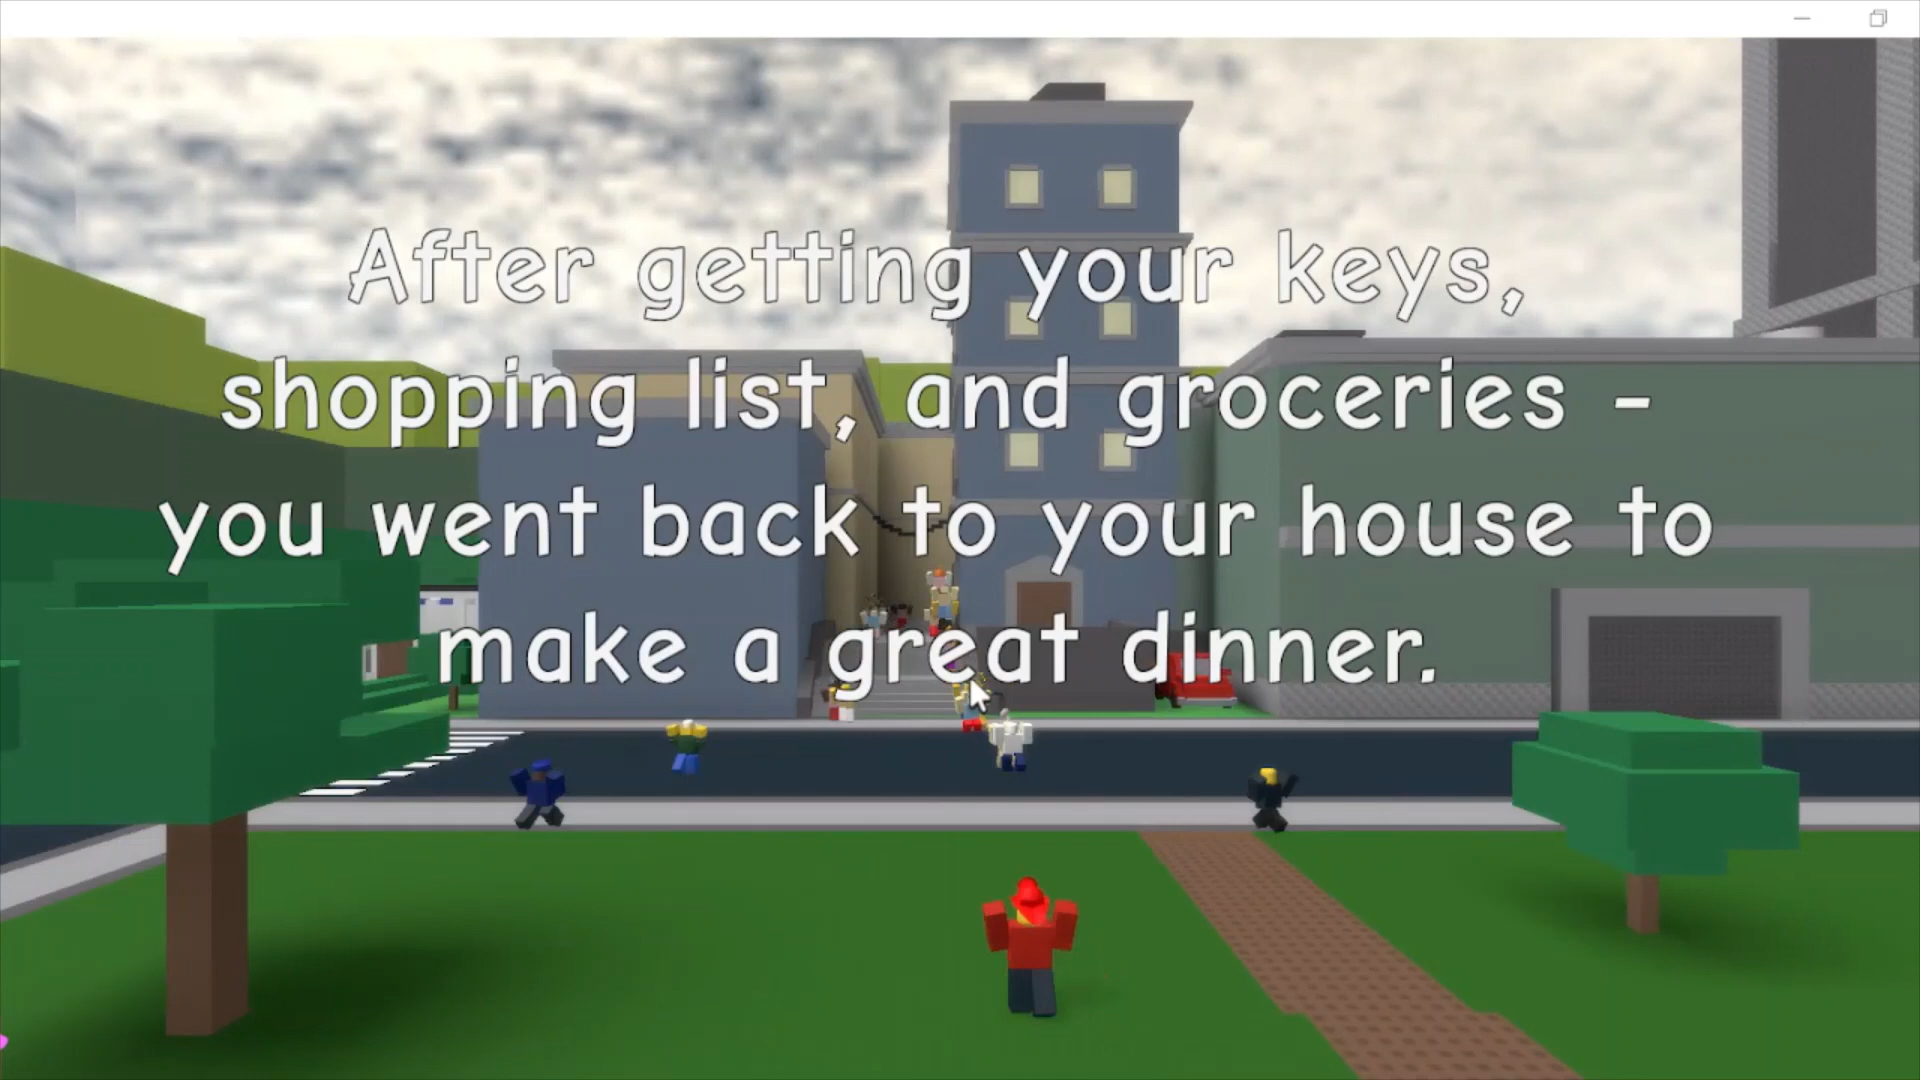 After getting your keys,
shopping list, and groceries -
you went back to your house to
make a great dinner.